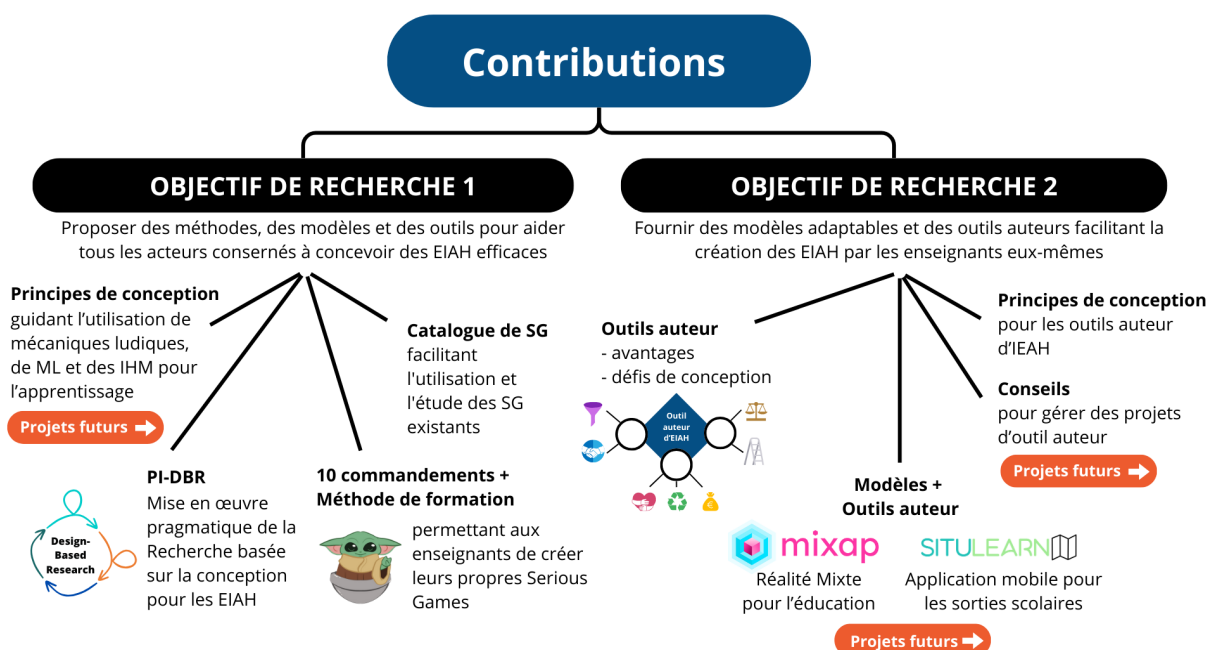 Contributions
OBJECTIF DE RECHERCHE 1
Proposer des méthodes, des modèles et des outils pour aider
tous les acteurs consernés à concevoir des EIAH efficaces
Principes de conception
guidant l’utilisation de
mécaniques ludiques,
de ML et des IHM pour
l’apprentissage
Projets futurs
PI-DBR
Mise en œuvre
pragmatique de la
Recherche basée
sur la conception
pour les EIAH
Design-
Based
Research
10 commandements +
Méthode de formation
permettant aux
enseignants de créer
leurs propres Serious
Games
Catalogue de SG
facilitant
l'utilisation et
l'étude des SG
existants
OBJECTIF DE RECHERCHE 2
Fournir des modèles adaptables et des outils auteurs facilitant la
création des EIAH par les enseignants eux-mêmes
Outils auteur
- avantages
- défis de conception
Outil
auteur
d'EIAH
Modèles +
Outils auteur
mixap
Réalité Mixte
pour l’éducation
SITULEARN
Application mobile pour
les sorties scolaires
Projets futurs
Principes de conception
pour les outils auteur
d’IEAH
Conseils
pour gérer des projets
d’outil auteur
Projets futurs